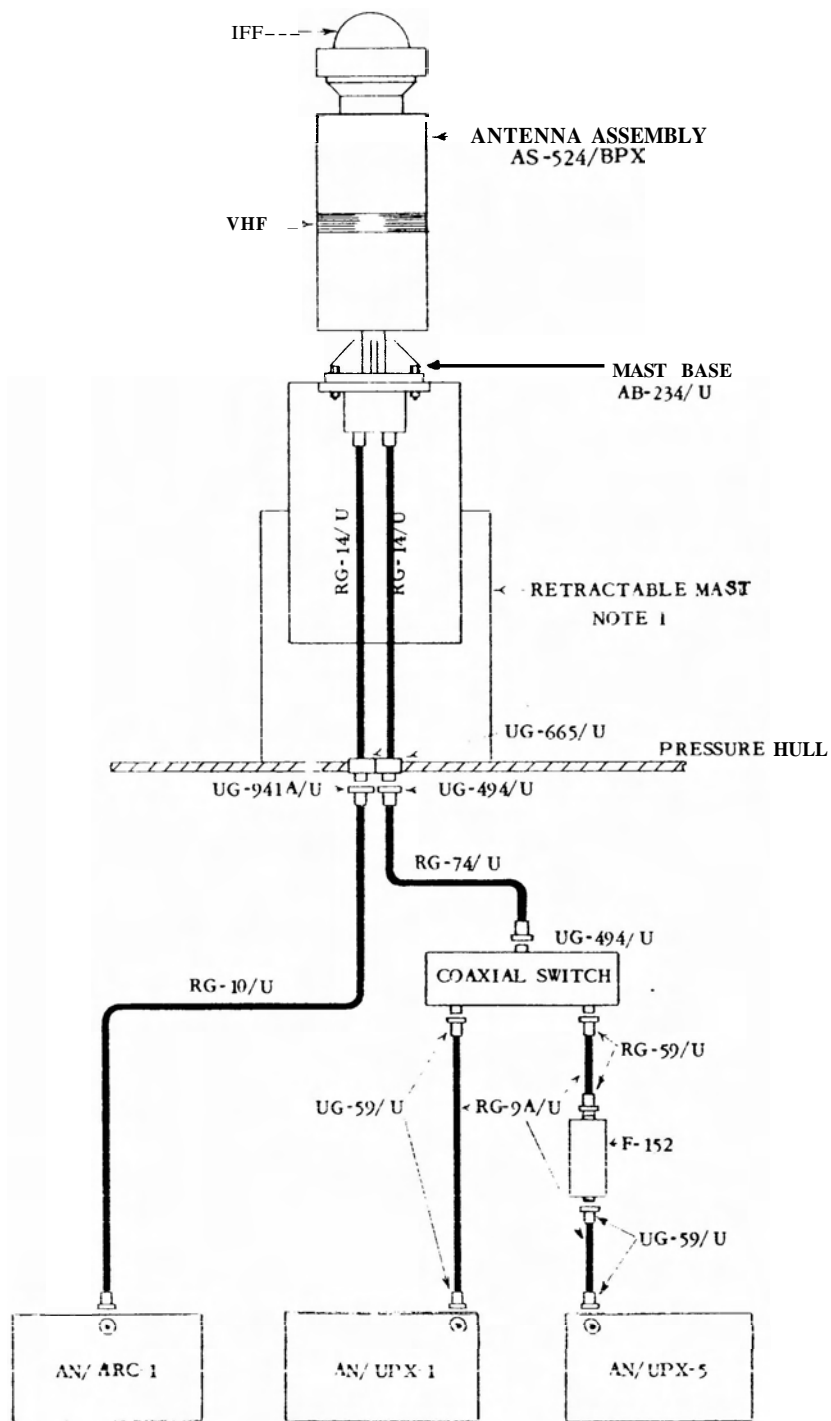 IFF
ANTENNA ASSEMBLY
AS-524/BPX
VHF
MAST BASE
AB-234/U
RG-14/U
RG-14/U
RETRACTABLE MAST
NOTE 1
UG-665/U
PRESSURE HULL
UG-941A/U
UG-494/U
RG-74/U
UG-494/U
COAXIAL SWITCH
RG-10/U
RG-59/U
UG-59/U
RG-9A/U
F-152
UG-59/U
AN/ARC-1
AN/UPX-1
AN/UPX-5